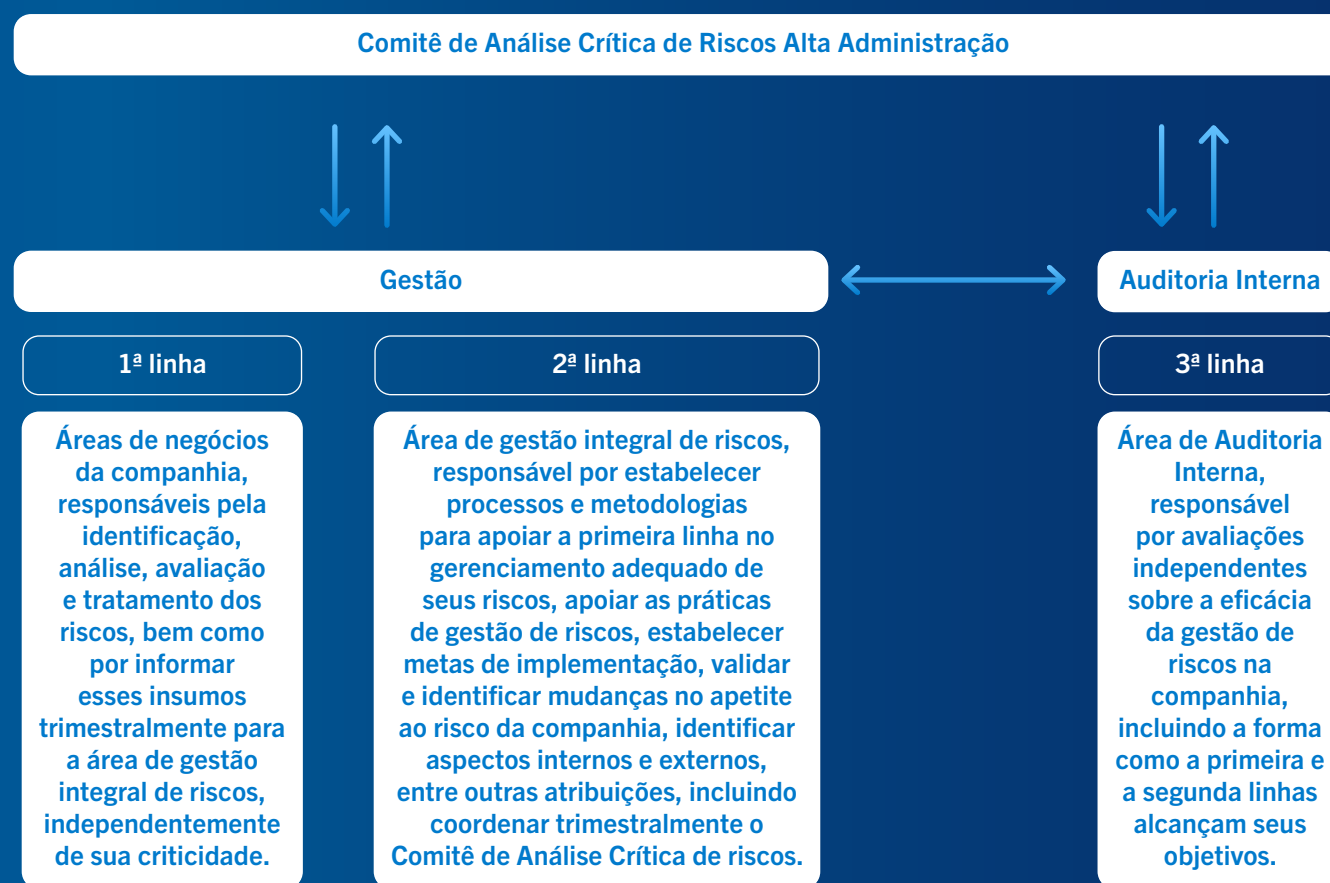 Comitê de Análise Crítica de Riscos Alta Administração
Gestão
Auditoria Interna
1ª linha
Áreas de negócios
da companhia,
responsáveis pela
identificação,
análise, avaliação
e tratamento dos
riscos, bem como
por informar
esses insumos
trimestralmente para
a área de gestão
integral de riscos,
independentemente
de sua criticidade.
2ª linha
Área de gestão integral de riscos,
responsável por estabelecer
processos e metodologias
para apoiar a primeira linha no
gerenciamento adequado de
seus riscos, apoiar as práticas
de gestão de riscos, estabelecer
metas de implementação, validar
e identificar mudanças no apetite
ao risco da companhia, identificar
aspectos internos e externos,
entre outras atribuições, incluindo
coordenar trimestralmente o
Comitê de Análise Crítica de riscos.
3ª linha
Área de Auditoria
Interna,
responsável
por avaliações
independentes
sobre a eficácia
da gestão de
riscos na
companhia,
incluindo a forma
como a primeira e
a segunda linhas
alcançam seus
objetivos.